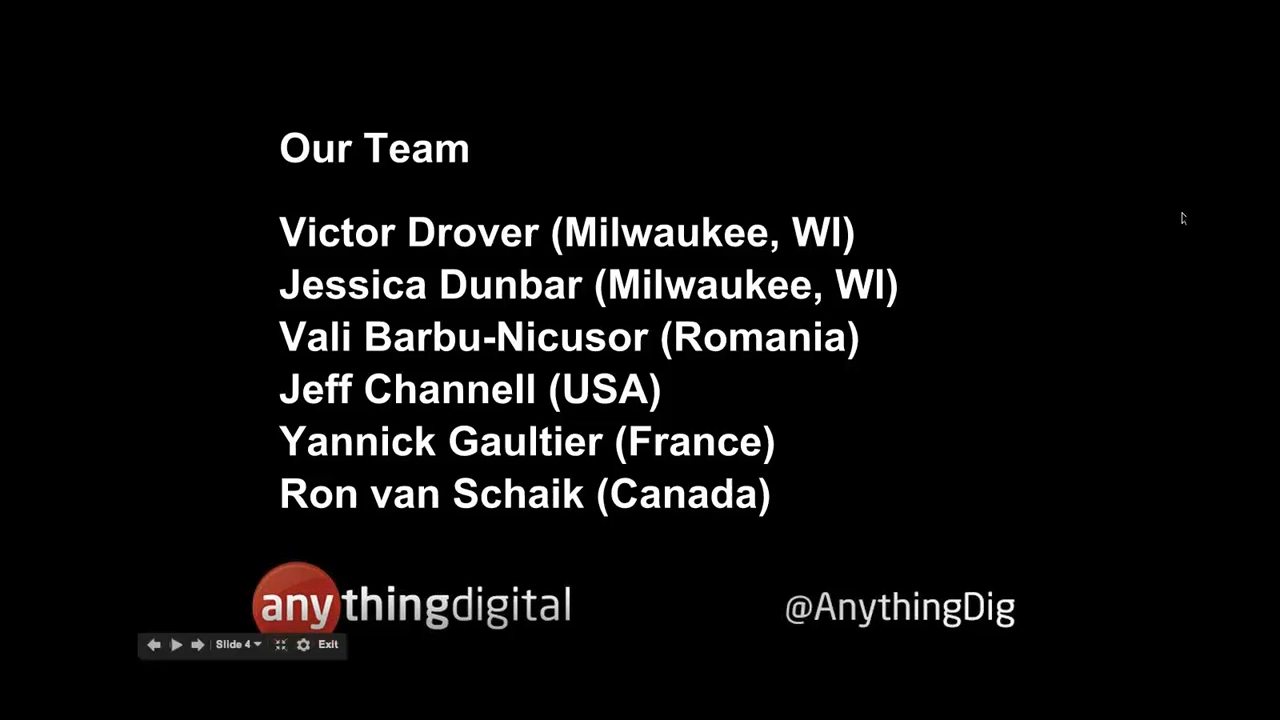 Our Team
Victor Drover (Milwaukee, WI)
Jessica Dunbar (Milwaukee, WI)
Vali Barbu-Nicusor (Romania)
Jeff Channell (USA)
Yannick Gaultier (France)
Ron van Schaik (Canada)
anythingdigital
@AnythingDig
Slide 4
Exit